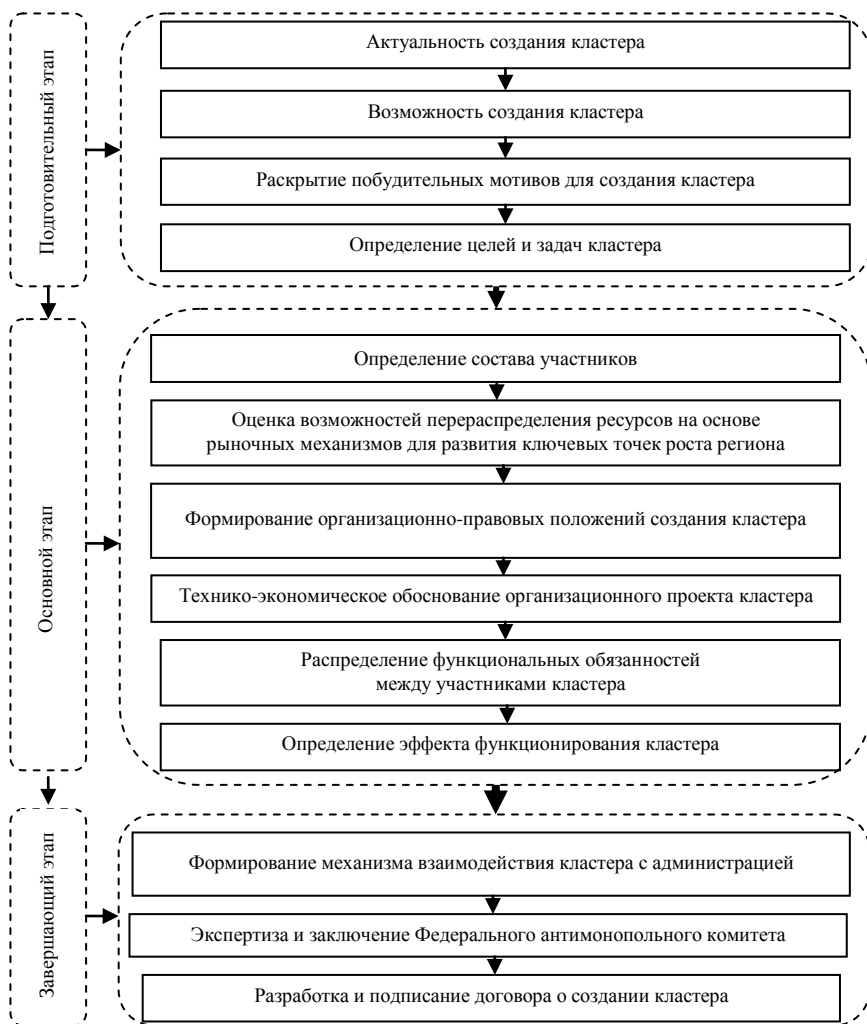 Подготовительный этап
Актуальность создания кластера
Возможность создания кластера
Раскрытие побудительных мотивов для создания кластера
Определение целей и задач кластера
Основной этап
Определение состава участников
Оценка возможностей перераспределения ресурсов на основе
рыночных механизмов для развития ключевых точек роста региона
Формирование организационно-правовых положений создания кластера
Технико-экономическое обоснование организационного проекта кластера
Распределение функциональных обязанностей
между участниками кластера
Определение эффекта функционирования кластера
Завершающий этап
Формирование механизма взаимодействия кластера с администрацией
Экспертиза и заключение Федерального антимонопольного комитета
Разработка и подписание договора о создании кластера